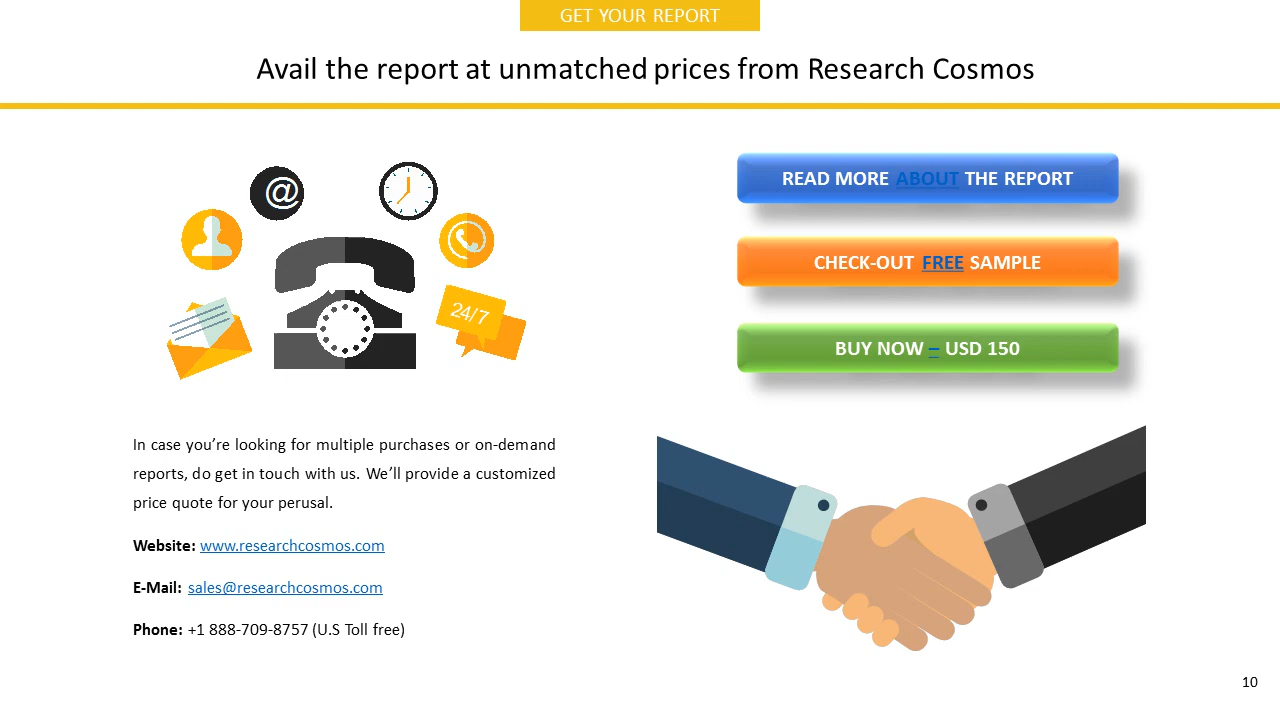 GET YOUR REPORT
Avail the report at unmatched prices from Research Cosmos
@
24/7
READ MORE ABOUT THE REPORT
CHECK-OUT FREE SAMPLE
BUY NOW – USD 150
In case you’re looking for multiple purchases or on-demand
reports, do get in touch with us. We’ll provide a customized
price quote for your perusal.
Website: www.researchcosmos.com
E-Mail: sales@researchcosmos.com
Phone: +1 888-709-8757 (U.S Toll free)
10